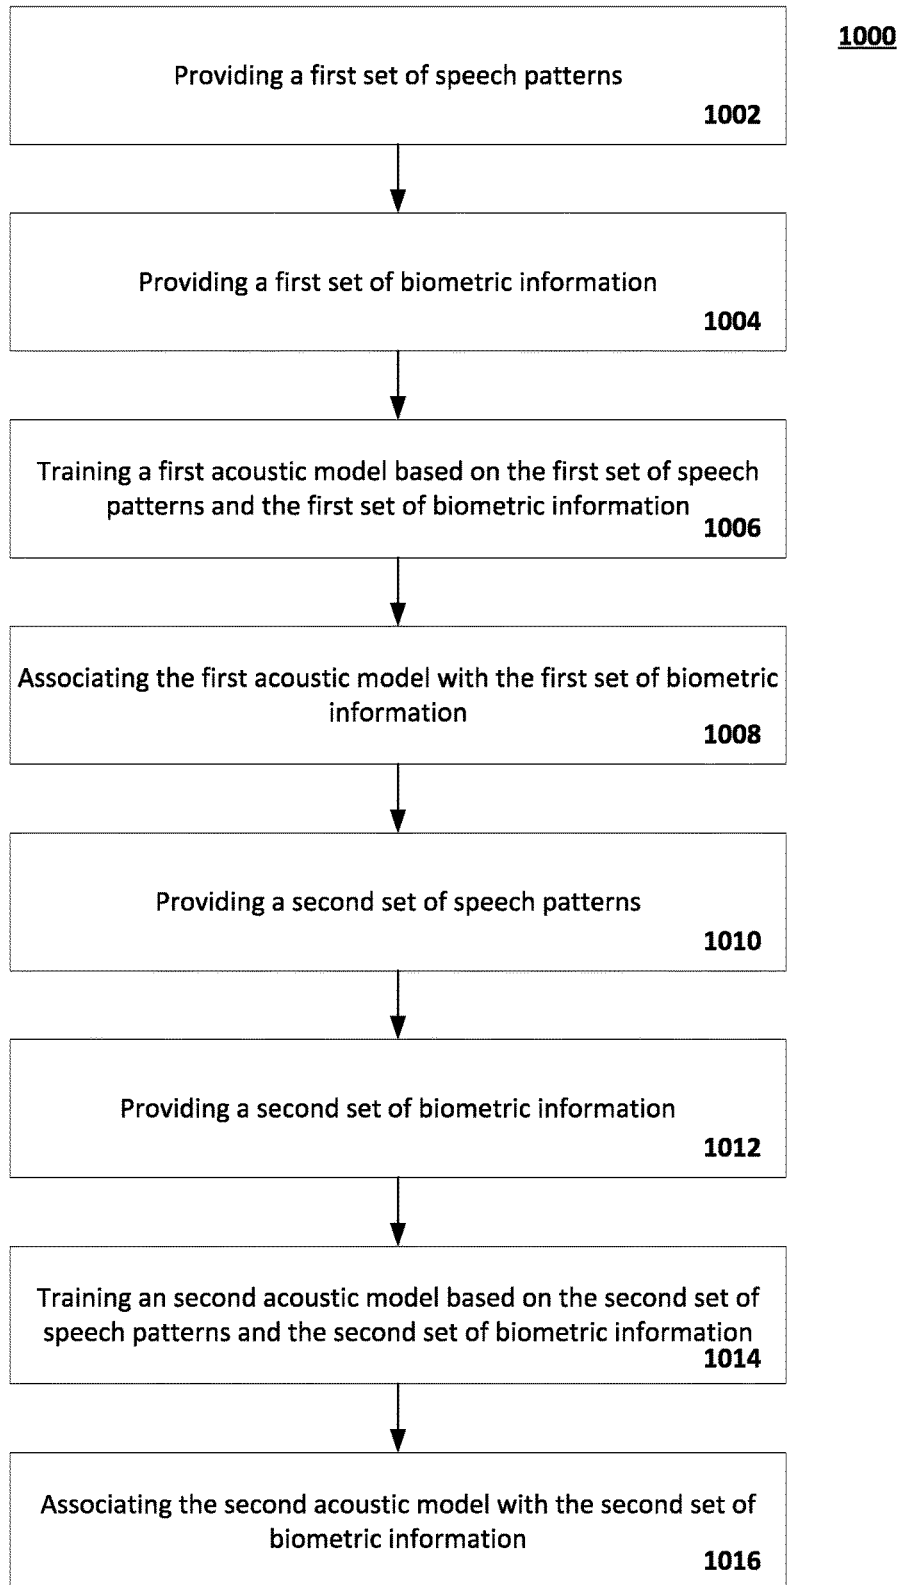 1000
Providing a first set of speech patterns
1002
Providing a first set of biometric information
1004
Training a first acoustic model based on the first set of speech
patterns and the first set of biometric information
1006
Associating the first acoustic model with the first set of biometric
information
1008
Providing a second set of speech patterns
1010
Providing a second set of biometric information
1012
Training an second acoustic model based on the second set of
speech patterns and the second set of biometric information
1014
Associating the second acoustic model with the second set of
biometric information
1016